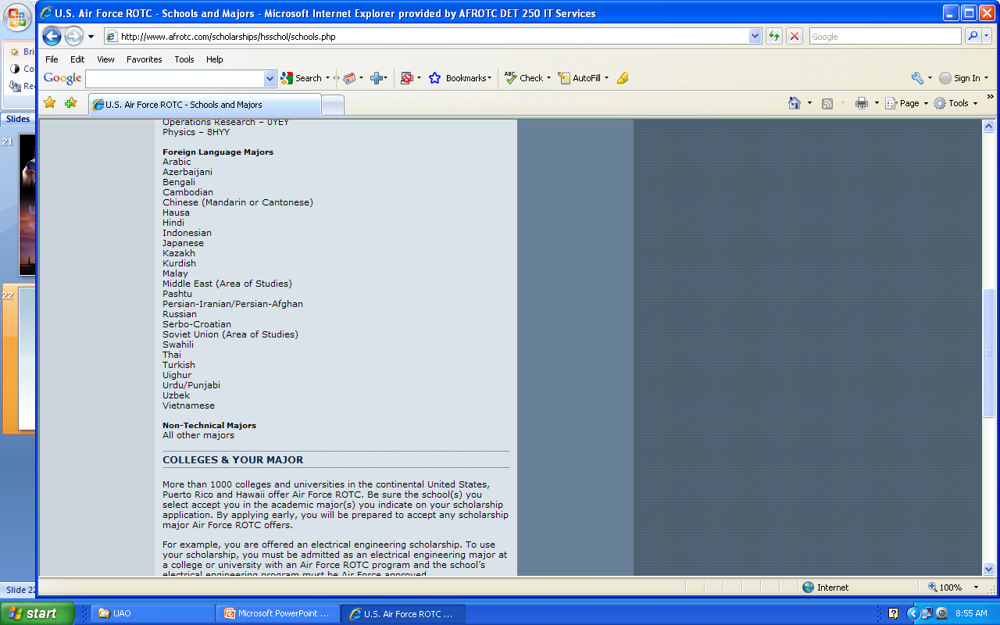 U.S. Air Force ROTC - Schools and Majors - Microsoft Internet Explorer provided by AFROTC DET 250 IT Services
http://www.afrotc.com/scholarships/hsschol/schools.php
Google
File Edit View Favorites Tools Help
Google Search Bookmarks ABC Check AutoFill Sign In
U.S. Air Force ROTC - Schools and Majors
Page Tools
Bri
Co
Re
Slides
21
22
Operations Research – 0YEY
Physics – 8HYY
Foreign Language Majors
Arabic
Azerbaijani
Bengali
Cambodian
Chinese (Mandarin or Cantonese)
Hausa
Hindi
Indonesian
Japanese
Kazakh
Kurdish
Malay
Middle East (Area of Studies)
Pashtu
Persian-Iranian/Persian-Afghan
Russian
Serbo-Croatian
Soviet Union (Area of Studies)
Swahili
Thai
Turkish
Uighur
Urdu/Punjabi
Uzbek
Vietnamese
Non-Technical Majors
All other majors
COLLEGES & YOUR MAJOR
More than 1000 colleges and universities in the continental United States,
Puerto Rico and Hawaii offer Air Force ROTC. Be sure the school(s) you
select accept you in the academic major(s) you indicate on your scholarship
application. By applying early, you will be prepared to accept any scholarship
major Air Force ROTC offers.
For example, you are offered an electrical engineering scholarship. To use
your scholarship, you must be admitted as an electrical engineering major at
a college or university with an Air Force ROTC program and the school's
electrical engineering program must be Air Force approved.
Slide 22
Internet 100%
start UAO Microsoft PowerPoint ... U.S. Air Force ROTC ... 8:55 AM